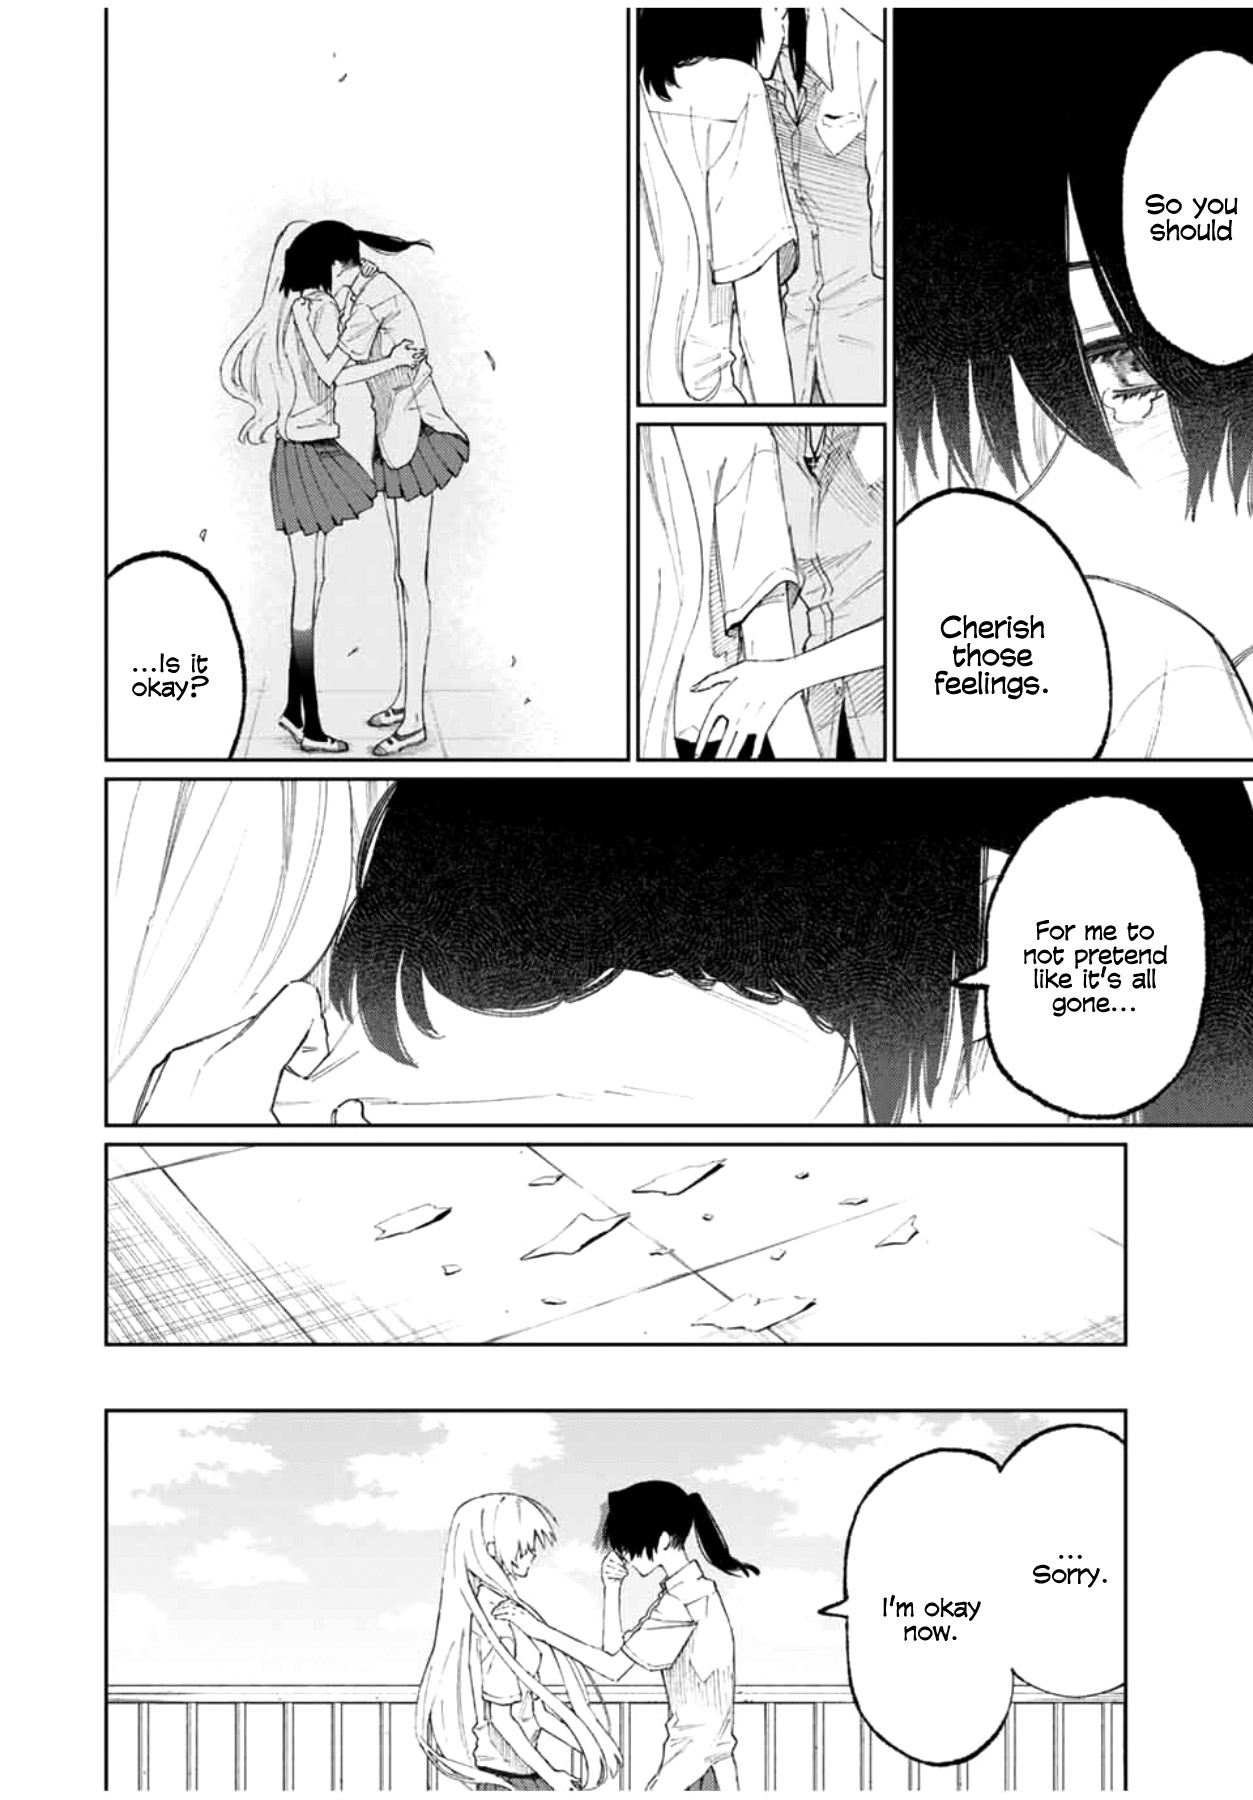 So you
should
Cherish
those
feelings.
...Is it
okay?
For me to
not pretend
like it's all
gone...
...
Sorry.
I'm okay
now.